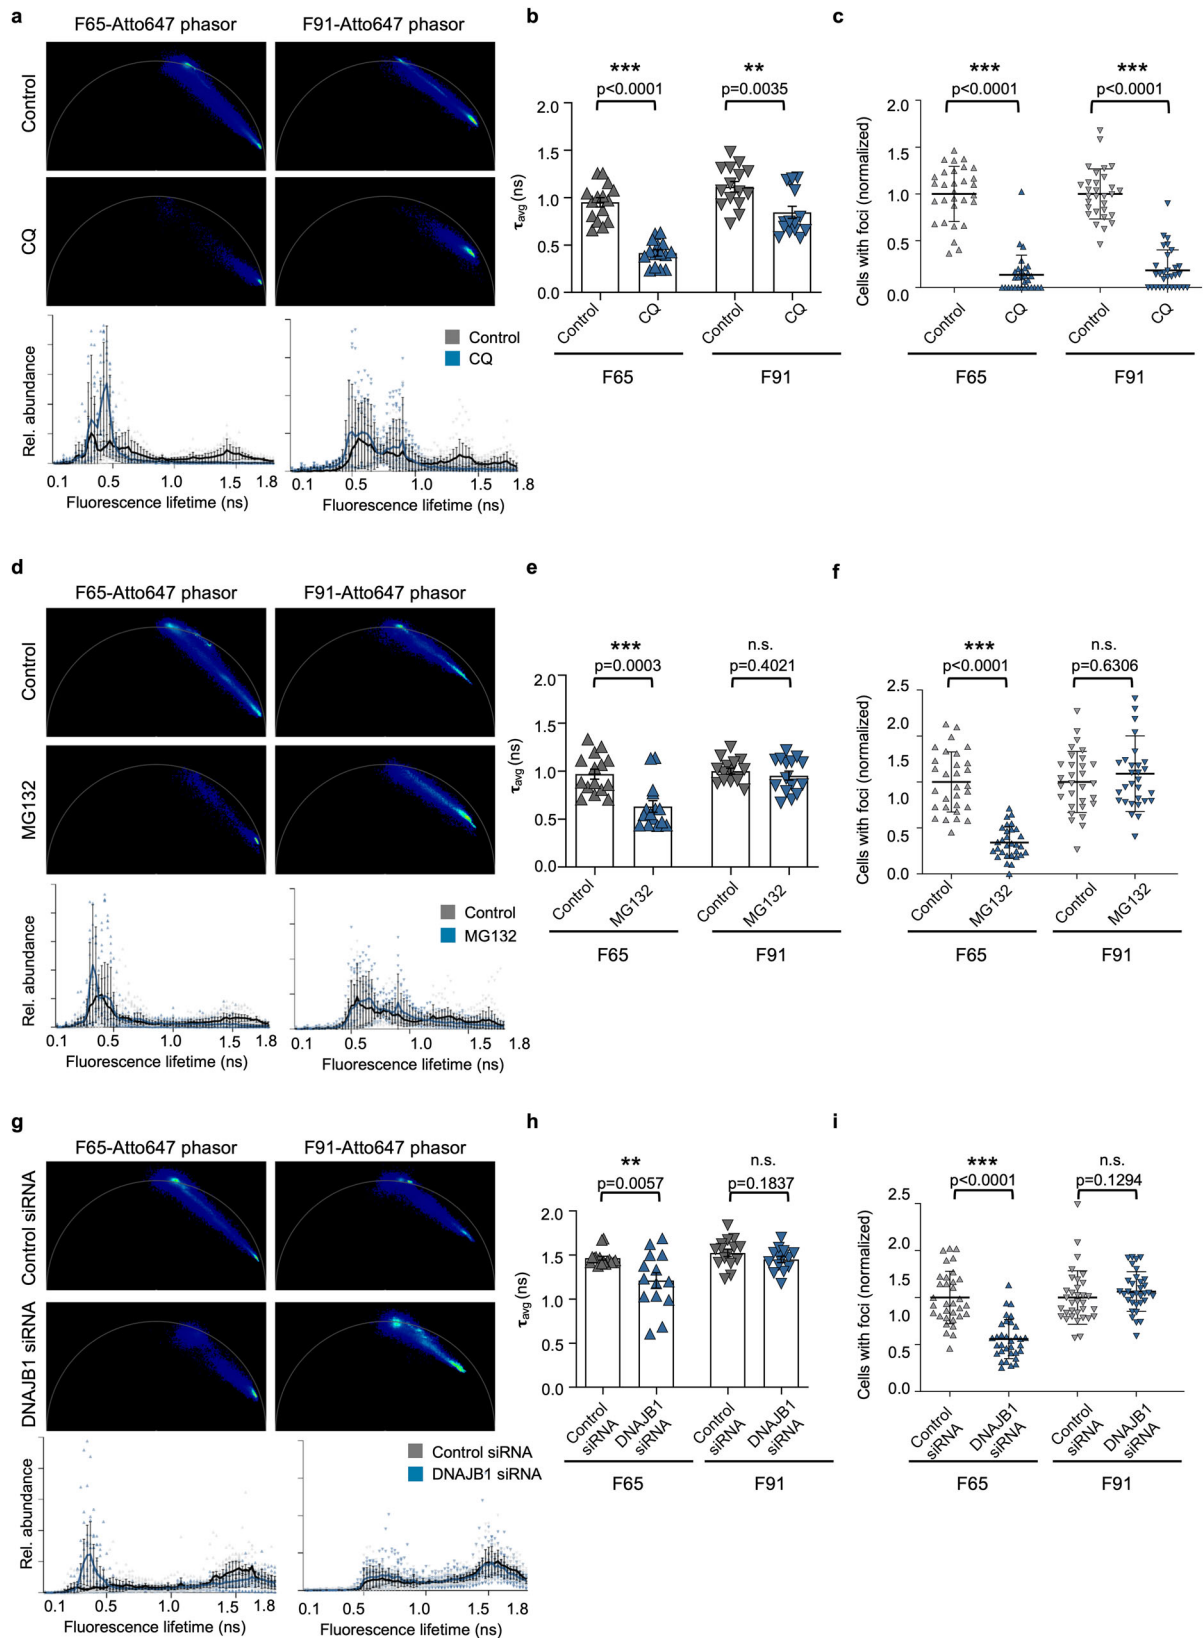 a
F65-Atto647 phasor
F91-Atto647 phasor
Control
CQ
Rel. abundance
Control
CQ
0.1 0.5 1.0 1.5 1.8
0.1 0.5 1.0 1.5 1.8
Fluorescence lifetime (ns)
Fluorescence lifetime (ns)
b
*** **
p<0.0001 p=0.0035
2.0
1.5
1.0
0.5
0.0
τavg (ns)
Control CQ Control CQ
F65 F91
c
*** ***
p<0.0001 p<0.0001
2.0
1.5
1.0
0.5
0.0
Cells with foci (normalized)
Control CQ Control CQ
F65 F91
d
F65-Atto647 phasor
F91-Atto647 phasor
Control
MG132
Rel. abundance
Control
MG132
0.1 0.5 1.0 1.5 1.8
0.1 0.5 1.0 1.5 1.8
Fluorescence lifetime (ns)
Fluorescence lifetime (ns)
e
*** n.s.
p=0.0003 p=0.4021
2.0
1.5
1.0
0.5
0.0
τavg (ns)
Control MG132 Control MG132
F65 F91
f
*** n.s.
p<0.0001 p=0.6306
2.5
2.0
1.5
1.0
0.5
0.0
Cells with foci (normalized)
Control MG132 Control MG132
F65 F91
g
F65-Atto647 phasor
F91-Atto647 phasor
Control siRNA
DNAJB1 siRNA
Rel. abundance
Control siRNA
DNAJB1 siRNA
0.1 0.5 1.0 1.5 1.8
0.1 0.5 1.0 1.5 1.8
Fluorescence lifetime (ns)
Fluorescence lifetime (ns)
h
** n.s.
p=0.0057 p=0.1837
2.0
1.5
1.0
0.5
0.0
τavg (ns)
Control siRNA DNAJB1 siRNA Control siRNA DNAJB1 siRNA
F65 F91
i
*** n.s.
p<0.0001 p=0.1294
2.5
2.0
1.5
1.0
0.5
0.0
Cells with foci (normalized)
Control siRNA DNAJB1 siRNA Control siRNA DNAJB1 siRNA
F65 F91